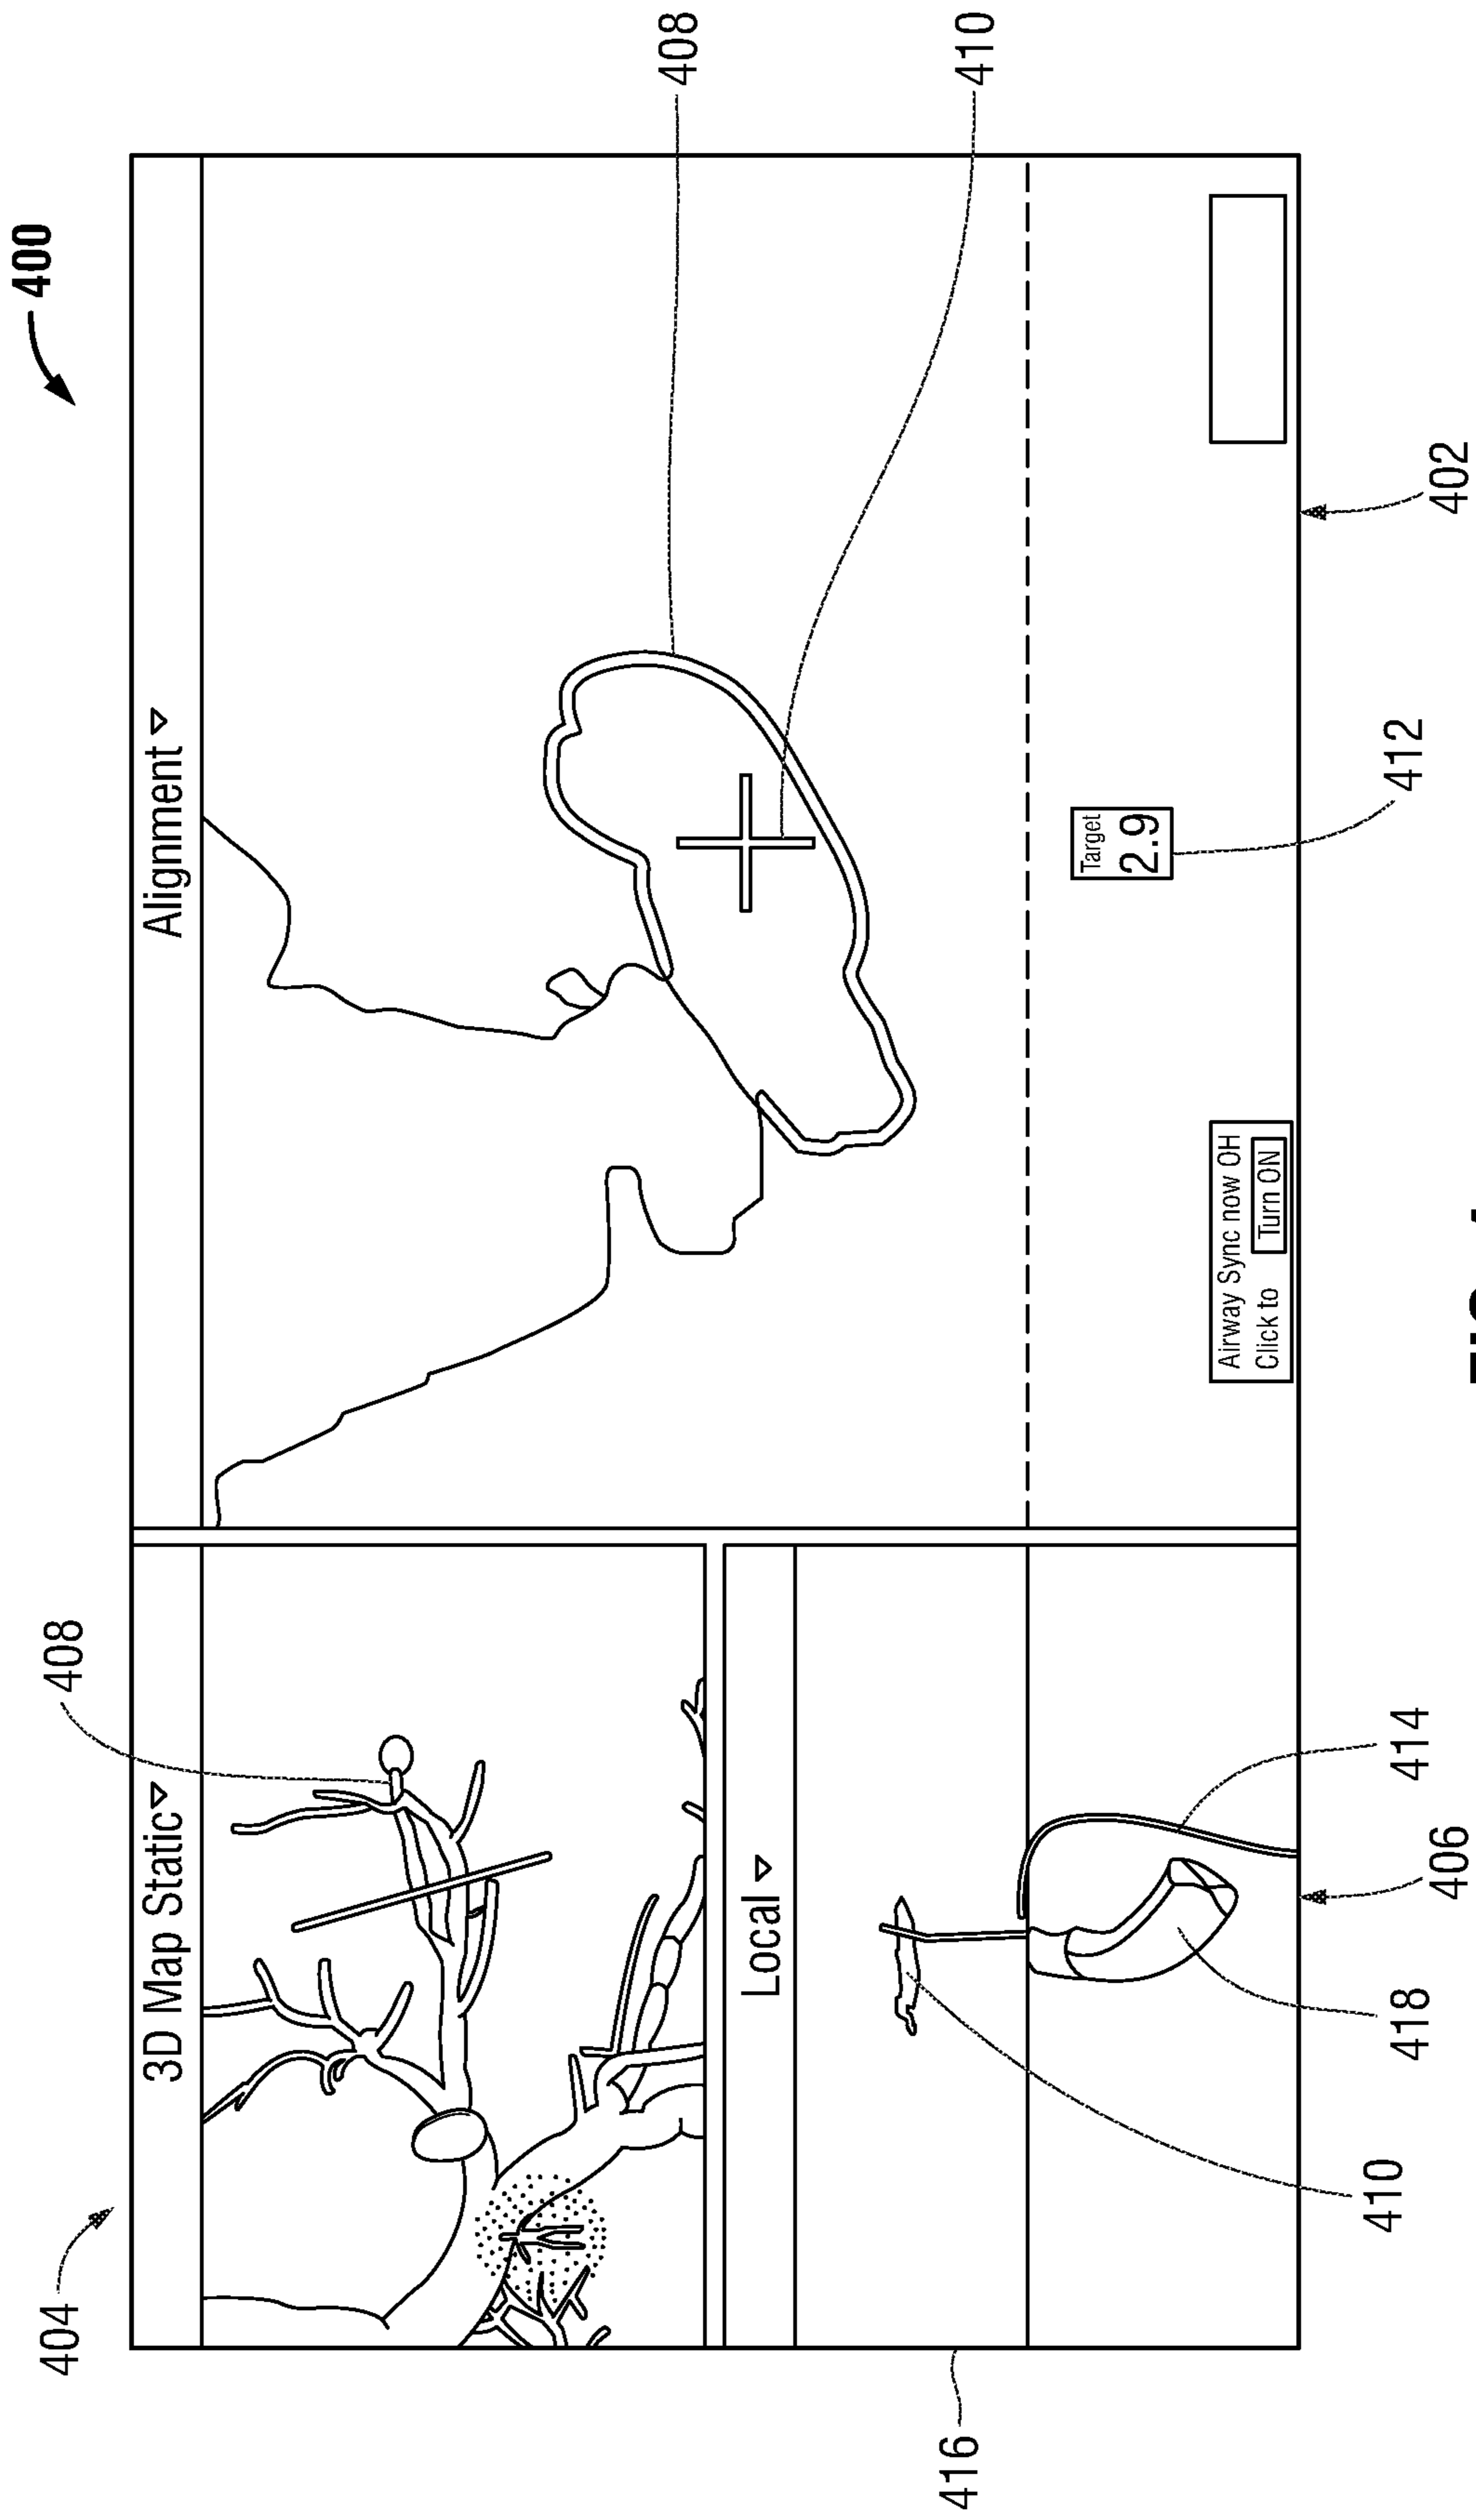 400
404
408
3D Map Static
Alignment
408
410
Local
Target
2.9
Airway Sync now OH
Click to Turn ON
416
410
418
414
406
412
402